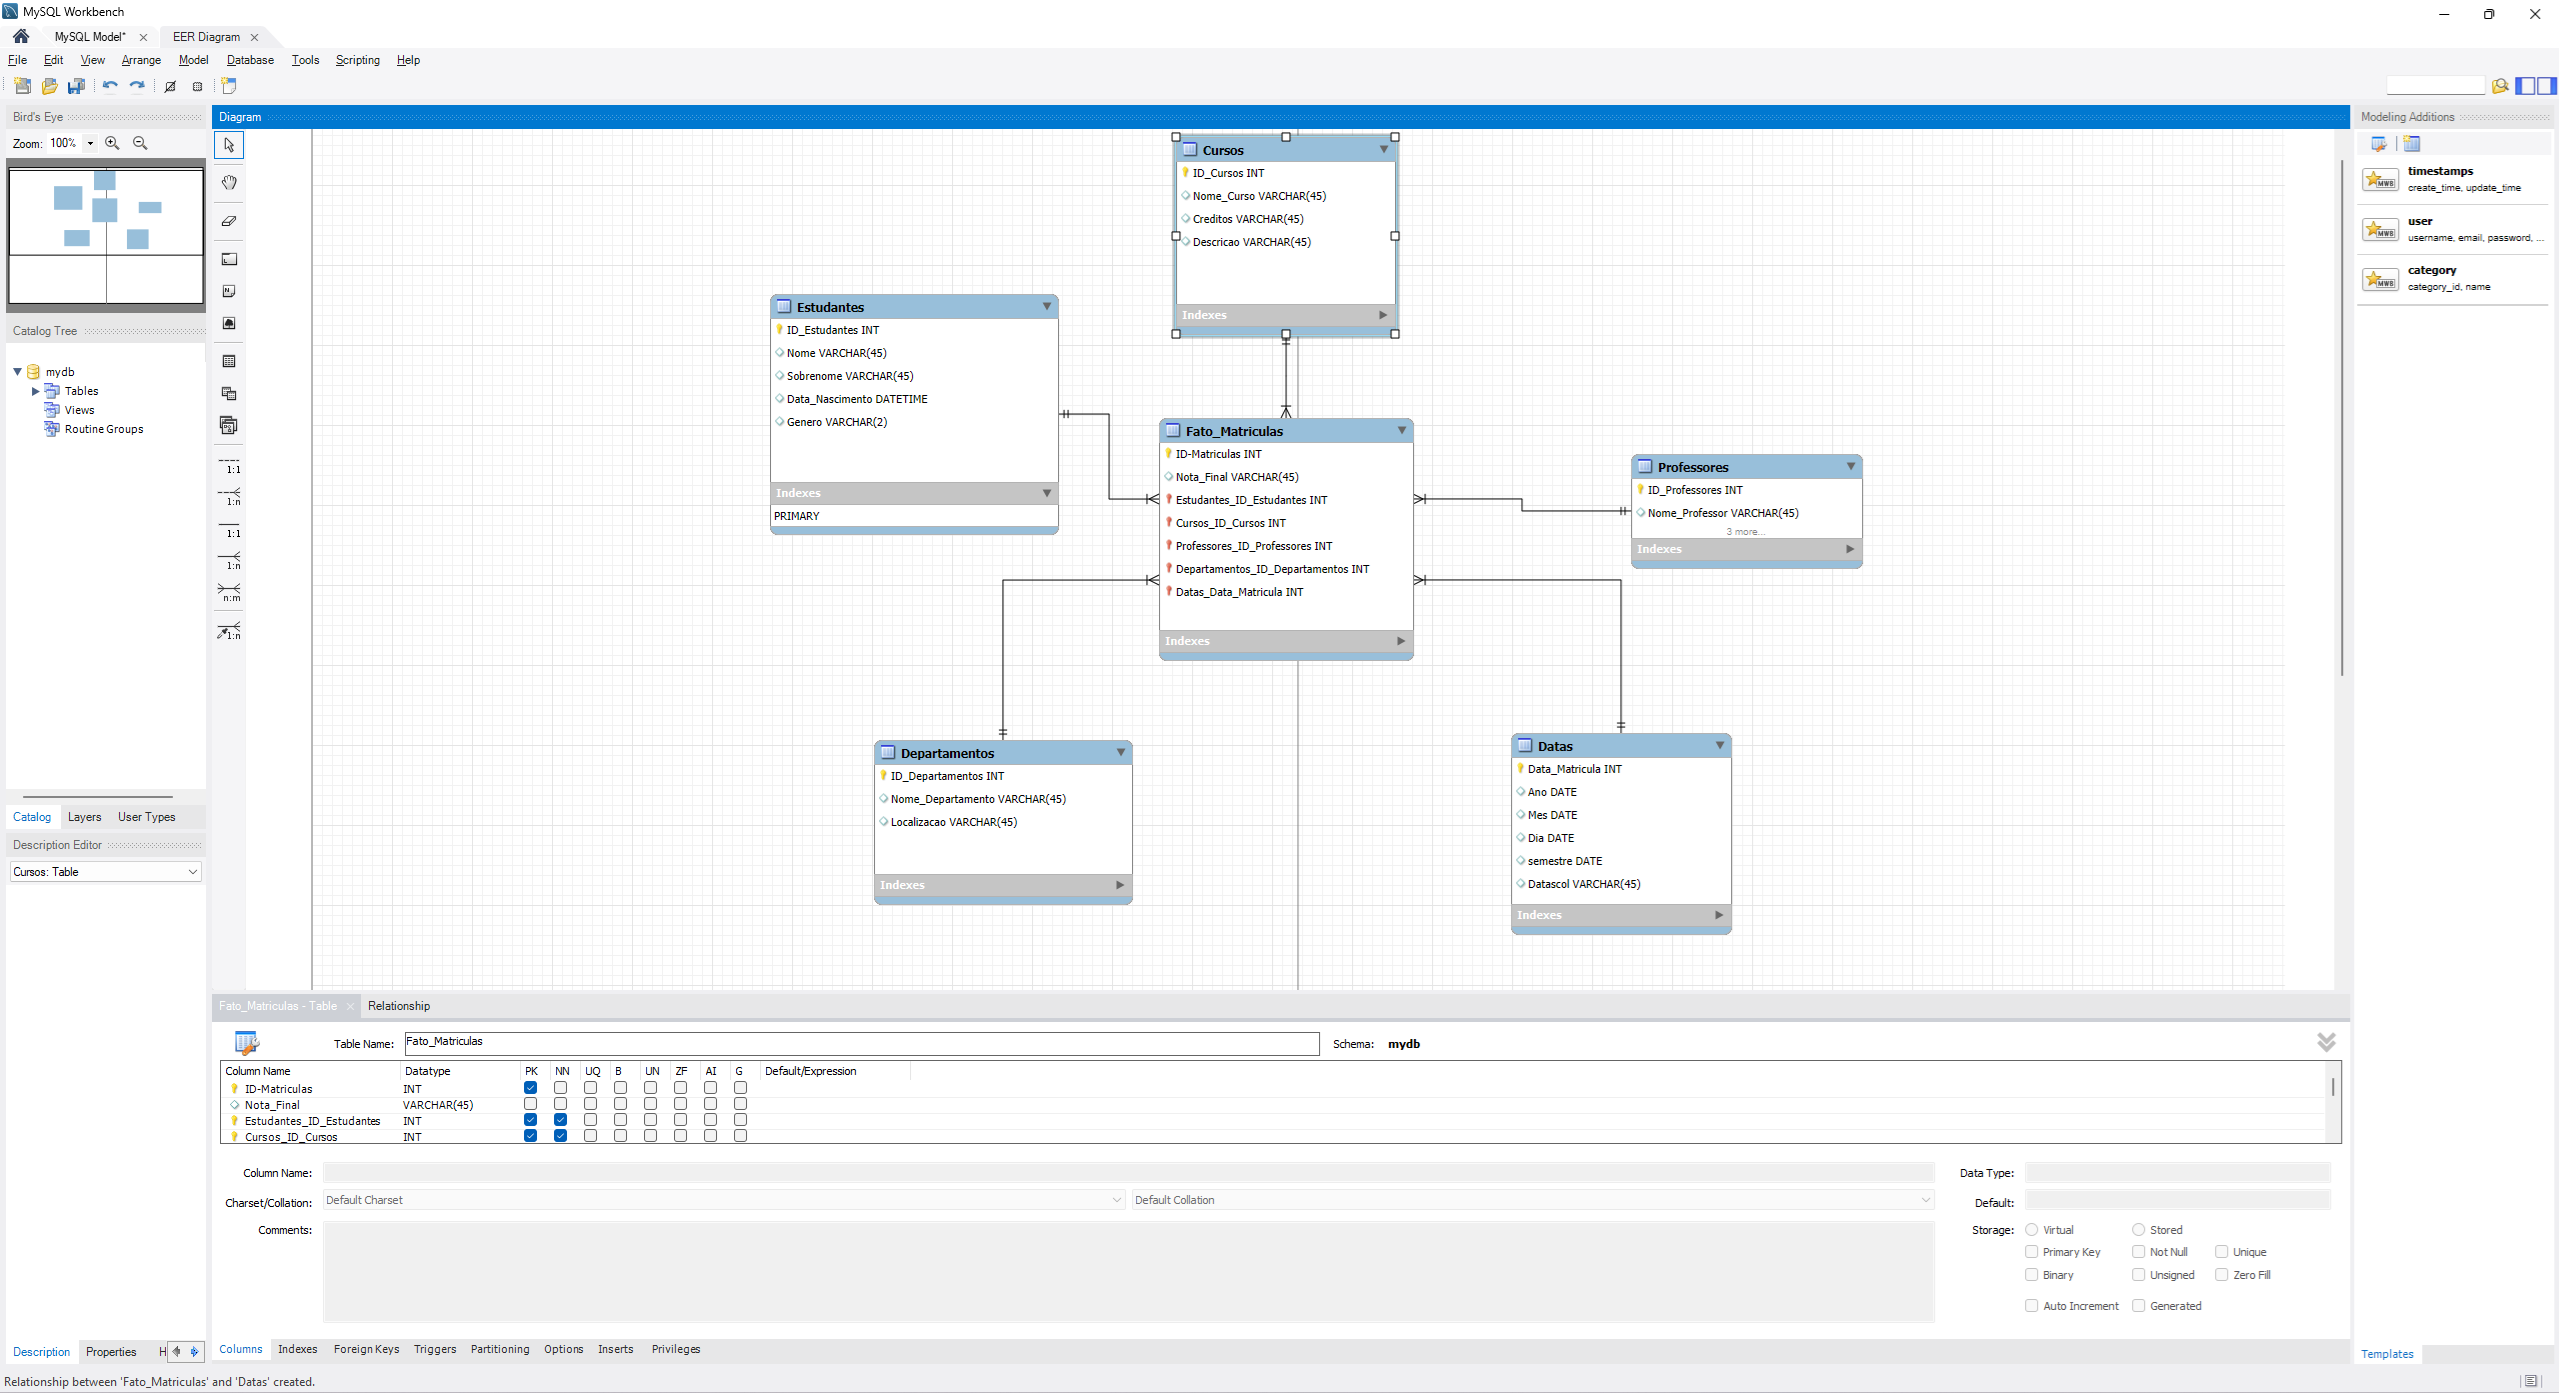 MySQL Workbench
MySQL Model* × EER Diagram ×
File Edit View Arrange Model Database Tools Scripting Help
Bird's Eye
Zoom: 100%
Catalog Tree
mydb
Tables
Views
Routine Groups
Catalog Layers User Types
Description Editor
Cursos: Table
Description Properties H
Diagram
1:1
1:n
1:1
1:n
n:m
1:n
Cursos
ID_Cursos INT
Nome_Curso VARCHAR(45)
Creditos VARCHAR(45)
Descricao VARCHAR(45)
Indexes
Estudantes
ID_Estudantes INT
Nome VARCHAR(45)
Sobrenome VARCHAR(45)
Data_Nascimento DATETIME
Genero VARCHAR(2)
Indexes
PRIMARY
Fato_Matriculas
ID-Matriculas INT
Nota_Final VARCHAR(45)
Estudantes_ID_Estudantes INT
Cursos_ID_Cursos INT
Professores_ID_Professores INT
Departamentos_ID_Departamentos INT
Datas_Data_Matricula INT
Indexes
Professores
ID_Professores INT
Nome_Professor VARCHAR(45)
3 more...
Indexes
Departamentos
ID_Departamentos INT
Nome_Departamento VARCHAR(45)
Localizacao VARCHAR(45)
Indexes
Datas
Data_Matricula INT
Ano DATE
Mes DATE
Dia DATE
semestre DATE
Datascol VARCHAR(45)
Indexes
Modeling Additions
timestamps
create_time, update_time
user
username, email, password, ...
category
category_id, name
Templates
Fato_Matriculas - Table × Relationship
Table Name: Fato_Matriculas Schema: mydb
Column Name Datatype PK NN UQ B UN ZF AI G Default/Expression
ID-Matriculas INT
Nota_Final VARCHAR(45)
Estudantes_ID_Estudantes INT
Cursos_ID_Cursos INT
Column Name: Data Type:
Charset/Collation: Default Charset Default Collation Default:
Comments: Storage: Virtual Stored
Primary Key Not Null Unique
Binary Unsigned Zero Fill
Auto Increment Generated
Columns Indexes Foreign Keys Triggers Partitioning Options Inserts Privileges
Relationship between 'Fato_Matriculas' and 'Datas' created.